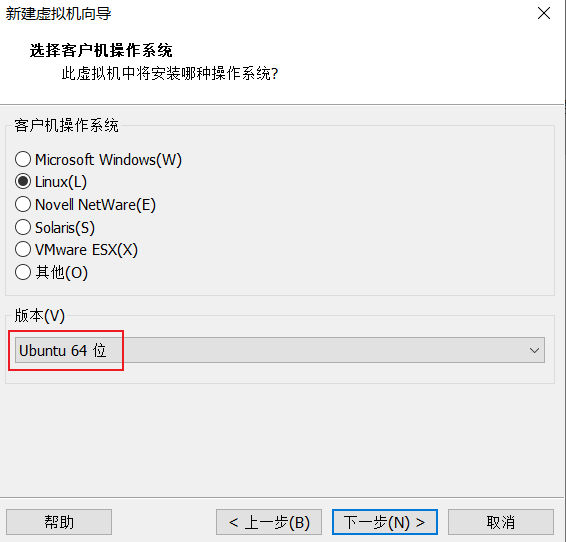 新建虚拟机向导
选择客户机操作系统
此虚拟机中将安装哪种操作系统?
客户机操作系统
Microsoft Windows(W)
Linux(L)
Novell NetWare(E)
Solaris(S)
VMware ESX(X)
其他(O)
版本(V)
Ubuntu 64 位
帮助
< 上一步(B)
下一步(N) >
取消